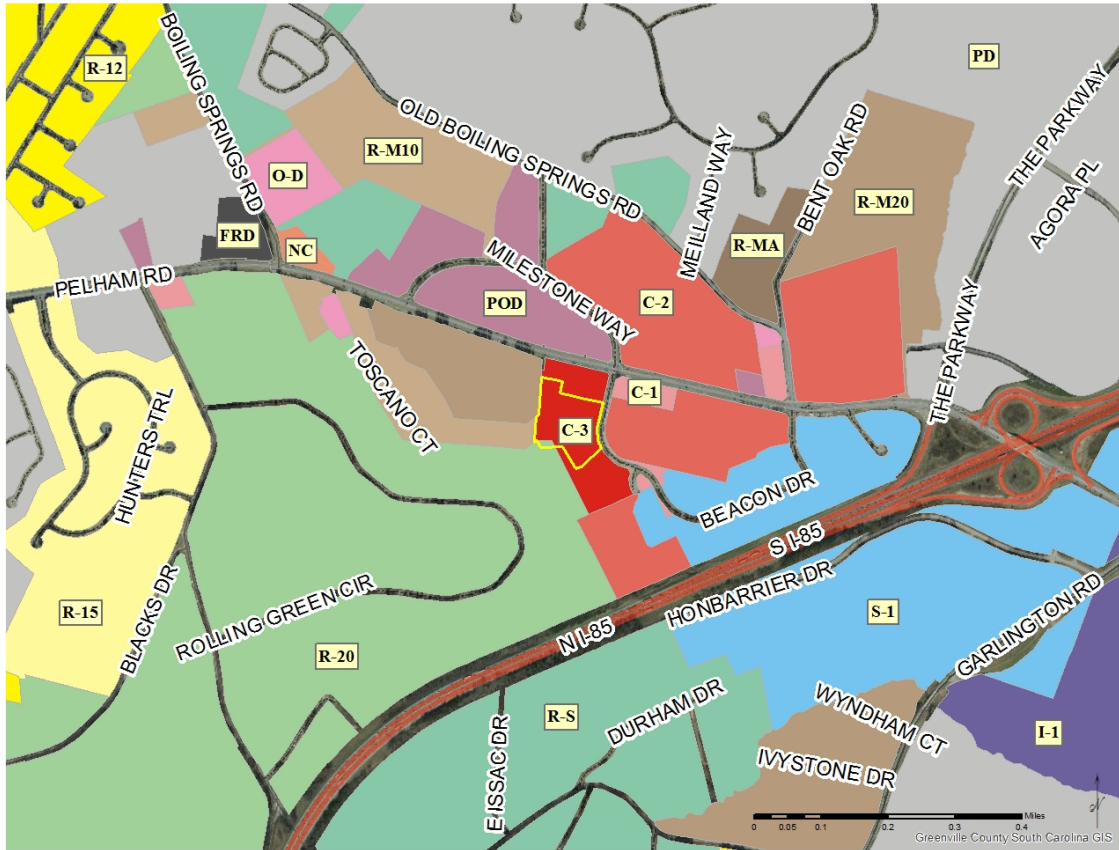 R-12
BOILING SPRINGS RD
PD
THE PARKWAY
OLD BOILING SPRINGS RD
R-M10
O-D
MEILLAND WAY
BENT OAK RD
R-M20
AGORA PL
FRD
NC
R-MA
PELHAM RD
MILESTONE WAY
POD
C-2
THE PARKWAY
TOSCANO CT
C-1
HUNTERS TRL
C-3
BEACON DR
S I-85
N I-85
HONBARRIER DR
R-15
BLACKS DR
ROLLING GREEN CIR
R-20
S-1
GARLINGTON RD
R-S
DURHAM DR
WYNDHAM CT
I-1
E ISSAC DR
IVYSTONE DR
Miles
0 0.05 0.1 0.2 0.3 0.4
Greenville County South Carolina GIS
N